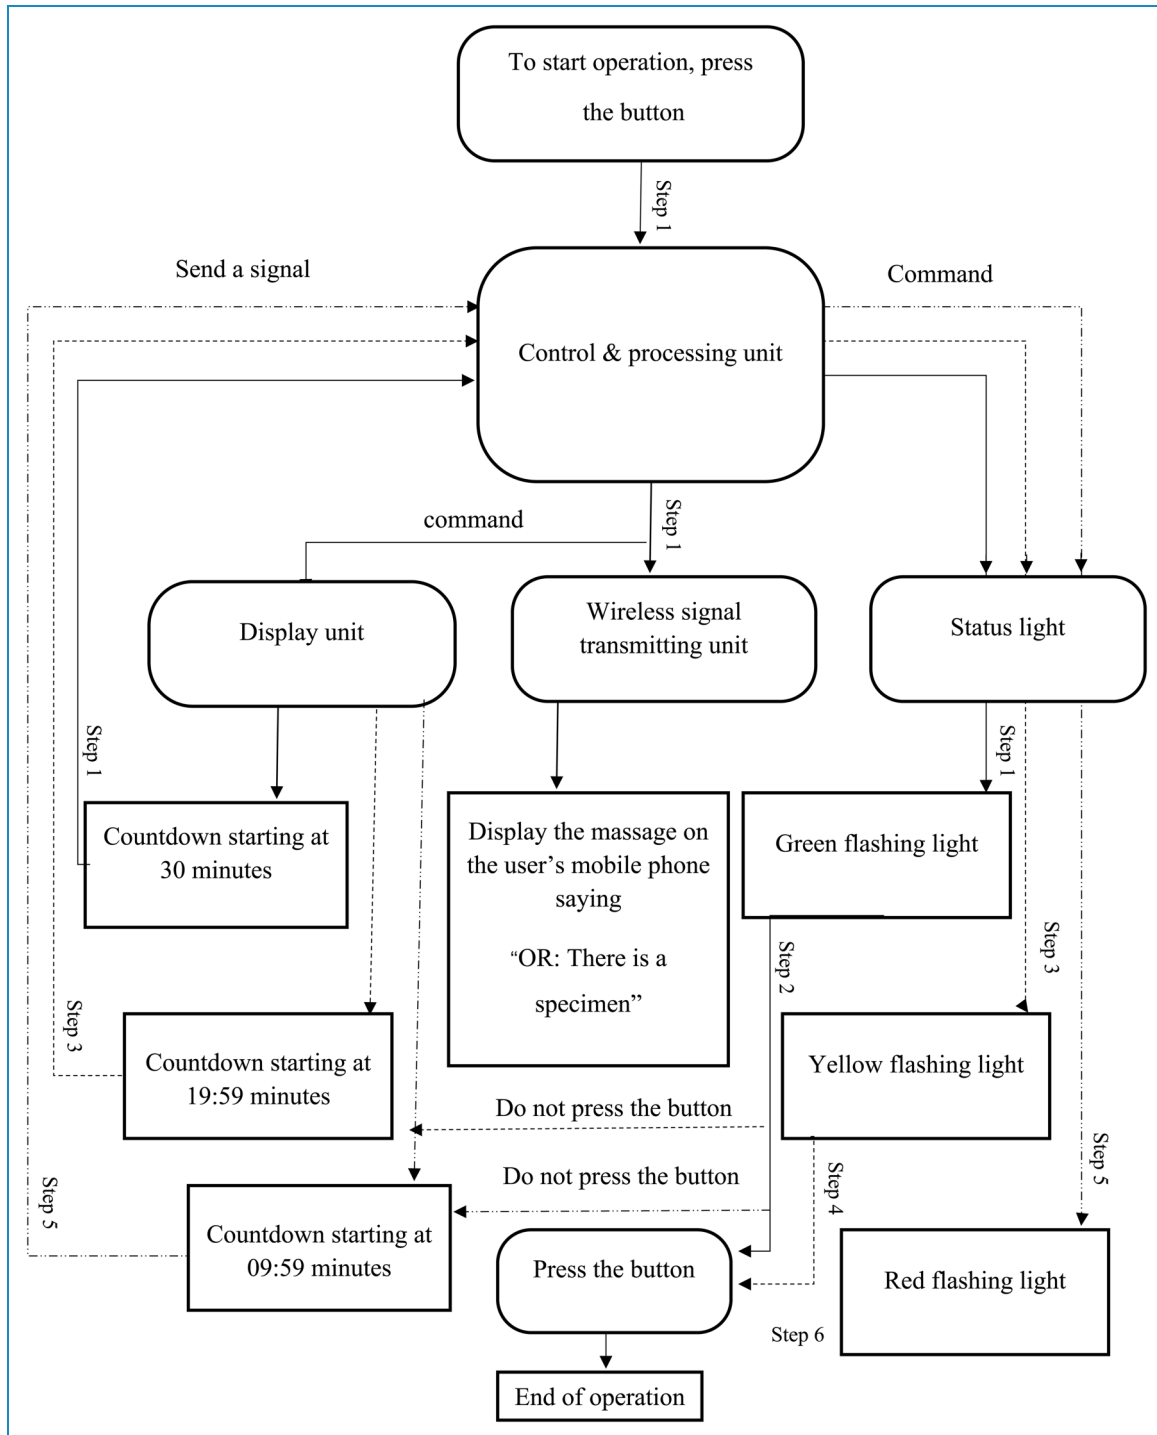 To start operation, press
the button
Step 1
Send a signal
Command
Control & processing unit
command
Step 1
Display unit
Wireless signal
transmitting unit
Status light
Step 1
Step 1
Countdown starting at
30 minutes
Display the massage on
the user’s mobile phone
saying
“OR: There is a
specimen”
Green flashing light
Step 2
Step 3
Step 3
Countdown starting at
19:59 minutes
Yellow flashing light
Do not press the button
Do not press the button
Step 4
Step 5
Step 5
Countdown starting at
09:59 minutes
Press the button
Red flashing light
Step 6
End of operation